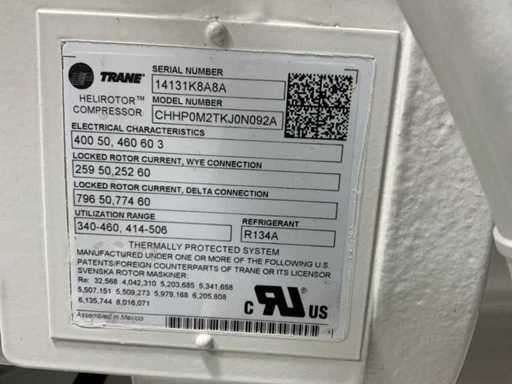 TRANE
SERIAL NUMBER
14131K8A8A
HELIROTOR™
COMPRESSOR
MODEL NUMBER
CHHP0M2TKJ0N092A
ELECTRICAL CHARACTERISTICS
400 50, 460 60 3
LOCKED ROTOR CURRENT, WYE CONNECTION
259 50,252 60
LOCKED ROTOR CURRENT, DELTA CONNECTION
796 50,774 60
UTILIZATION RANGE
340-460, 414-506
REFRIGERANT
R134A
THERMALLY PROTECTED SYSTEM
MANUFACTURED UNDER ONE OR MORE OF THE FOLLOWING U.S.
PATENTS/FOREIGN COUNTERPARTS OF TRANE OR ITS LICENSOR
SVENSKA ROTOR MASKINER:
Re: 32,568 4,042,310 5,203,685 5,341,658
5,507,151 5,509,273 5,979,168 6,205,808
6,135,744 8,016,071
Assembled in Mexico
C RU US